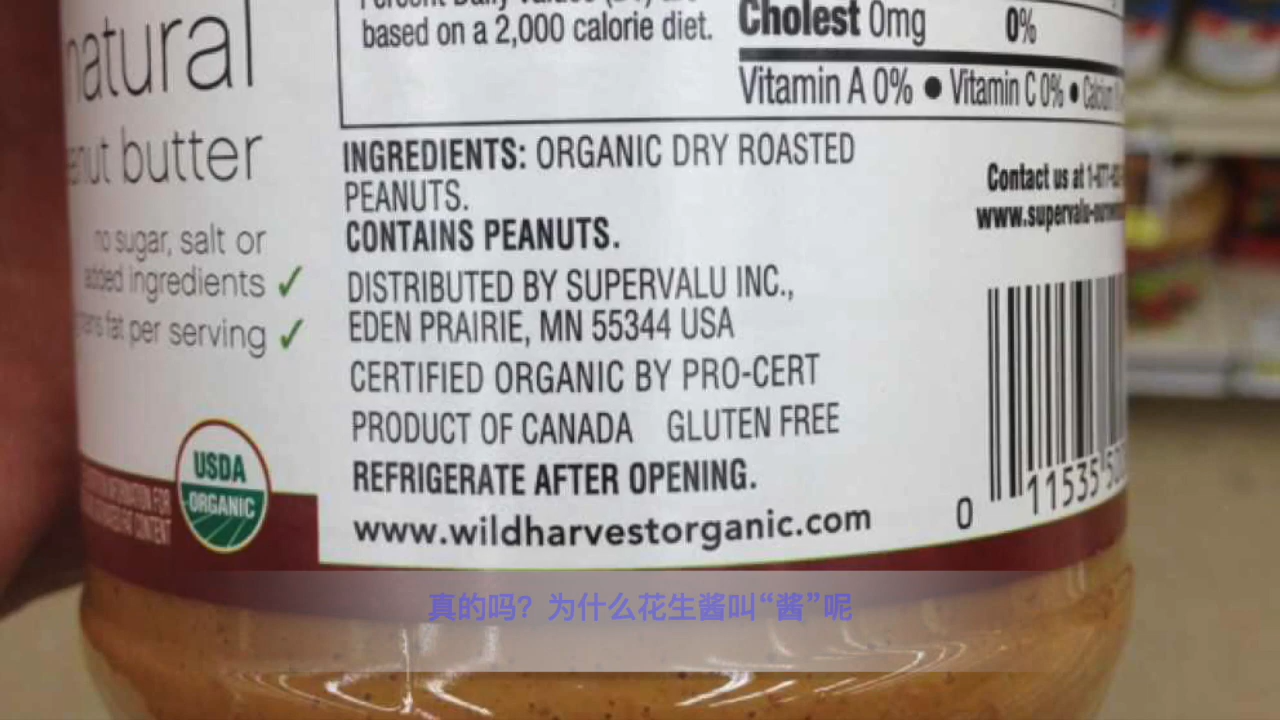 natural
butter
no sugar, salt or
added ingredients ✓
fat per serving ✓
USDA
ORGANIC
based on a 2,000 calorie diet.
Cholest 0mg 0%
Vitamin A 0% ● Vitamin C 0% ●
INGREDIENTS: ORGANIC DRY ROASTED
PEANUTS.
CONTAINS PEANUTS.
DISTRIBUTED BY SUPERVALU INC.,
EDEN PRAIRIE, MN 55344 USA
CERTIFIED ORGANIC BY PRO-CERT
PRODUCT OF CANADA GLUTEN FREE
REFRIGERATE AFTER OPENING.
www.wildharvestorganic.com
Contact us at
0 11535
真的吗？为什么花生酱叫“酱”呢